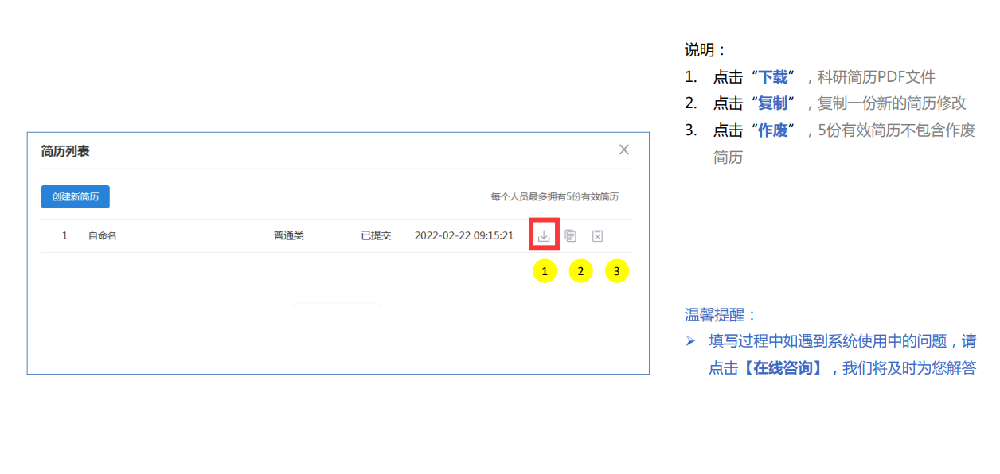 说明：
1. 点击“下载”，科研简历PDF文件
2. 点击“复制”，复制一份新的简历修改
3. 点击“作废”，5份有效简历不包含作废
简历
简历列表
创建新简历
每个人员最多拥有5份有效简历
1 自命名 普通类 已提交 2022-02-22 09:15:21
1 2 3
温馨提醒：
填写过程中如遇到系统使用中的问题，请
点击【在线咨询】，我们将及时为您解答